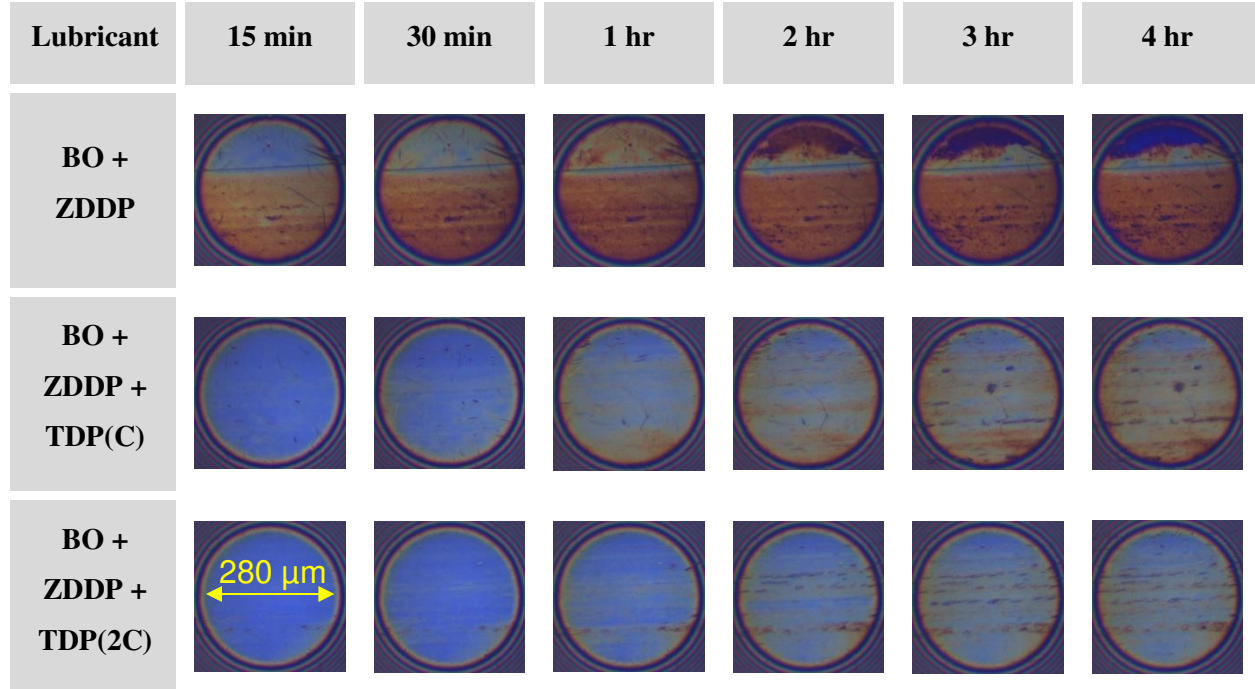 Lubricant 15 min 30 min 1 hr 2 hr 3 hr 4 hr
BO +
ZDDP
BO +
ZDDP +
TDP(C)
BO +
ZDDP +
TDP(2C)
280 µm